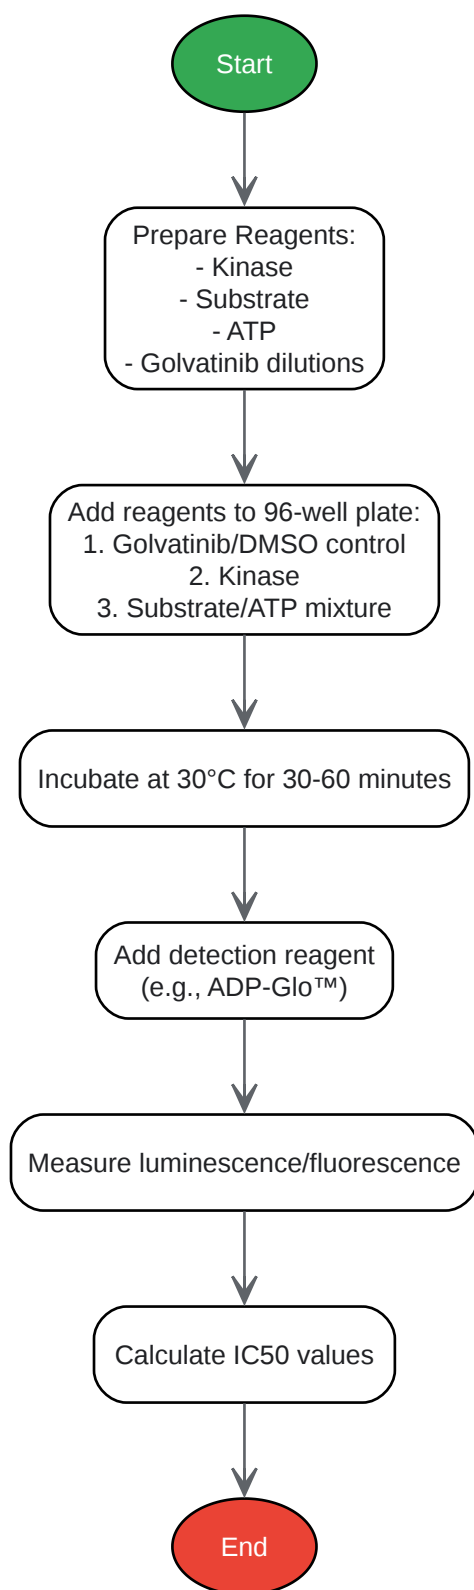 Start
Prepare Reagents:
- Kinase
- Substrate
- ATP
- Golvatinib dilutions
Add reagents to 96-well plate:
1. Golvatinib/DMSO control
2. Kinase
3. Substrate/ATP mixture
Incubate at 30°C for 30-60 minutes
Add detection reagent
(e.g., ADP-Glo™)
Measure luminescence/fluorescence
Calculate IC50 values
End